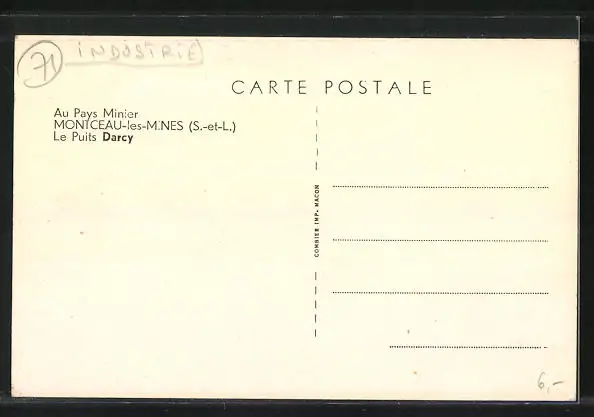 71 INDUSTRIE
CARTE POSTALE
Au Pays Minier
MONTCEAU-les-MINES (S.-et-L.)
Le Puits Darcy
COMBIER IMP. MACON
6,-